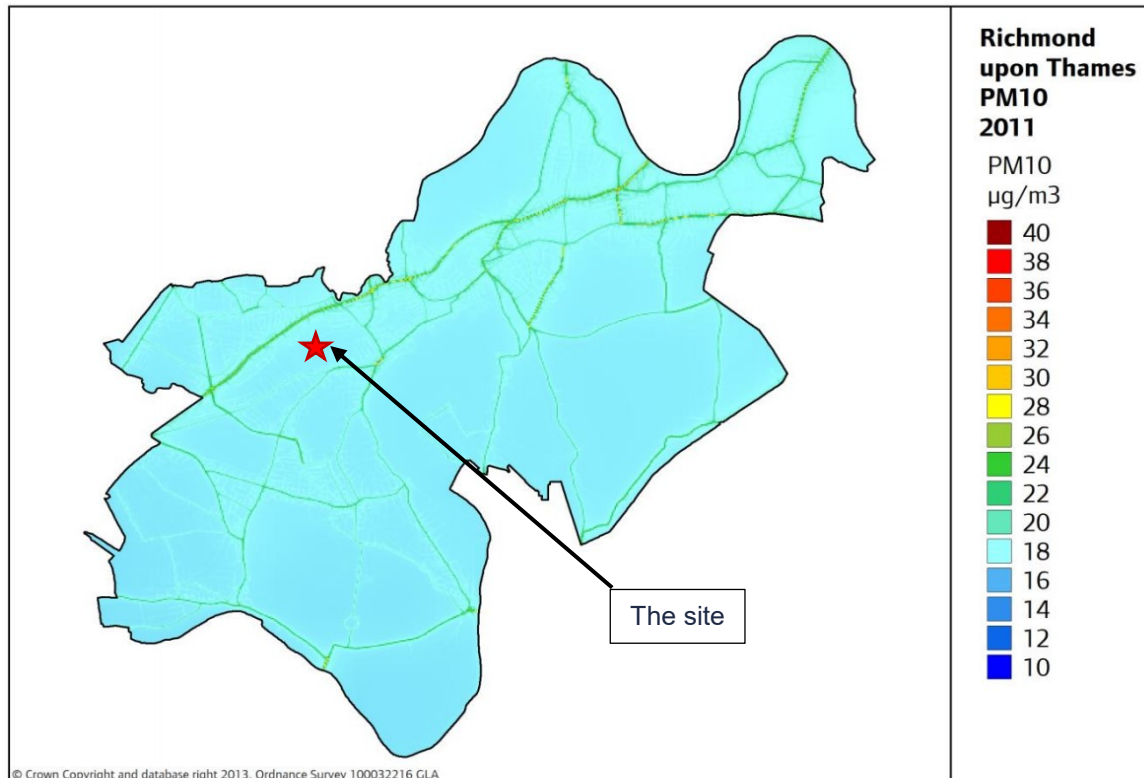 Richmond
upon Thames
PM10
2011
PM10
µg/m3
40
38
36
34
32
30
28
26
24
22
20
18
16
14
12
10
The site
© Crown Copyright and database right 2013. Ordnance Survey 100032216 GLA